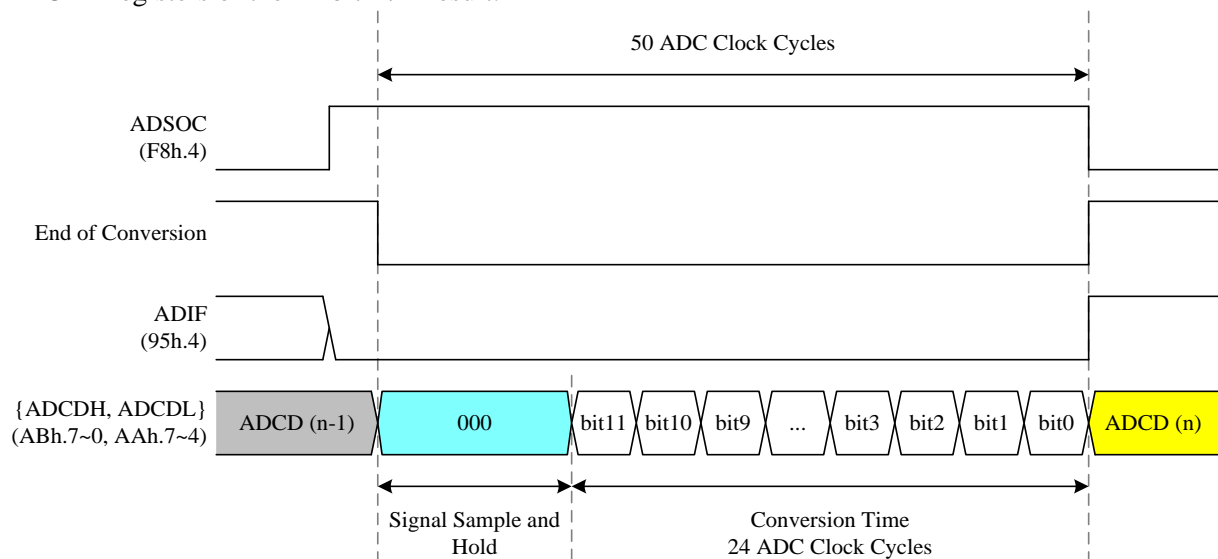 50 ADC Clock Cycles
ADSOC
(F8h.4)
End of Conversion
ADIF
(95h.4)
{ADCDH, ADCDL}
(ABh.7~0, AAh.7~4)
ADCD (n-1)
000
bit11
bit10
bit9
...
bit3
bit2
bit1
bit0
ADCD (n)
Signal Sample and
Hold
Conversion Time
24 ADC Clock Cycles